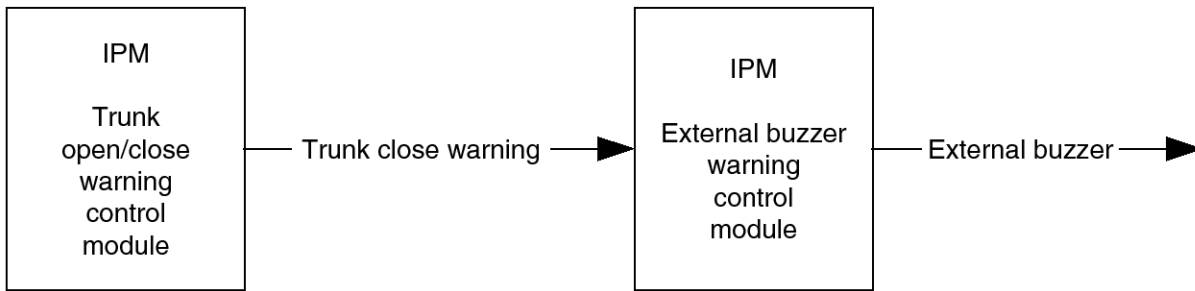 IPM
Trunk
open/close
warning
control
module
Trunk close warning
IPM
External buzzer
warning
control
module
External buzzer